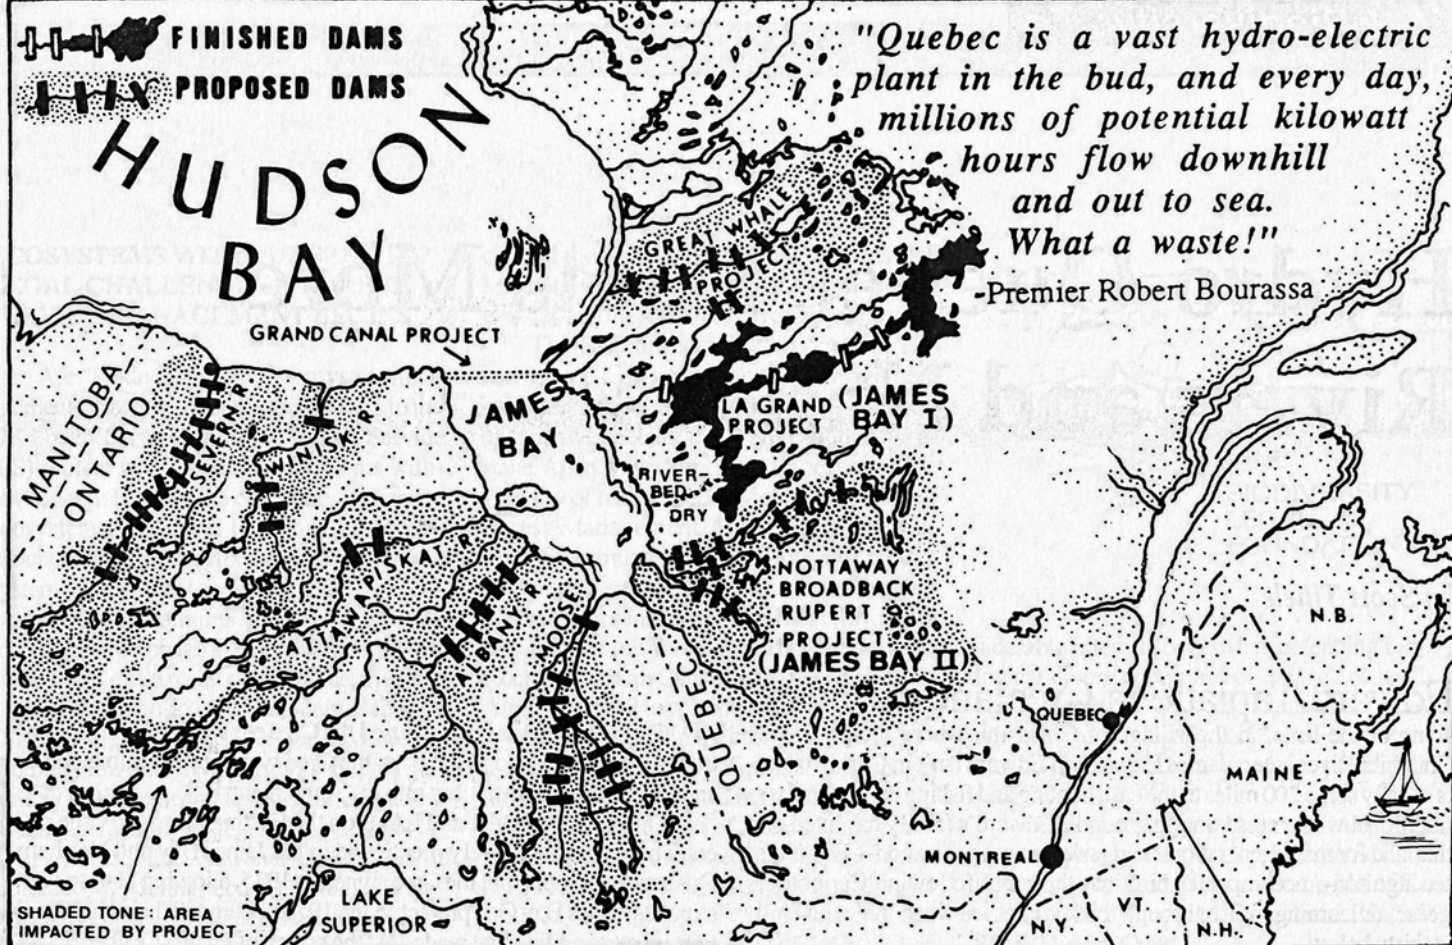 FINISHED DAMS
PROPOSED DAMS
"Quebec is a vast hydro-electric
plant in the bud, and every day,
millions of potential kilowatt
hours flow downhill
and out to sea.
What a waste!"
-Premier Robert Bourassa
HUDSON
BAY
GREAT WHALE
PROJECT
GRAND CANAL PROJECT
JAMES
BAY
LA GRAND
PROJECT
(JAMES
BAY I)
RIVER
BED
DRY
MANITOBA
ONTARIO
SEVERN R
WINISK R.
ATTAWAPISKAT R.
ALBANY R.
MOOSE
NOTTAWAY
BROADBACK
RUPERT
PROJECT
(JAMES BAY II)
QUEBEC
QUEBEC
MONTREAL
N.B.
MAINE
VT.
N.Y
N.H.
LAKE
SUPERIOR
SHADED TONE: AREA
IMPACTED BY PROJECT